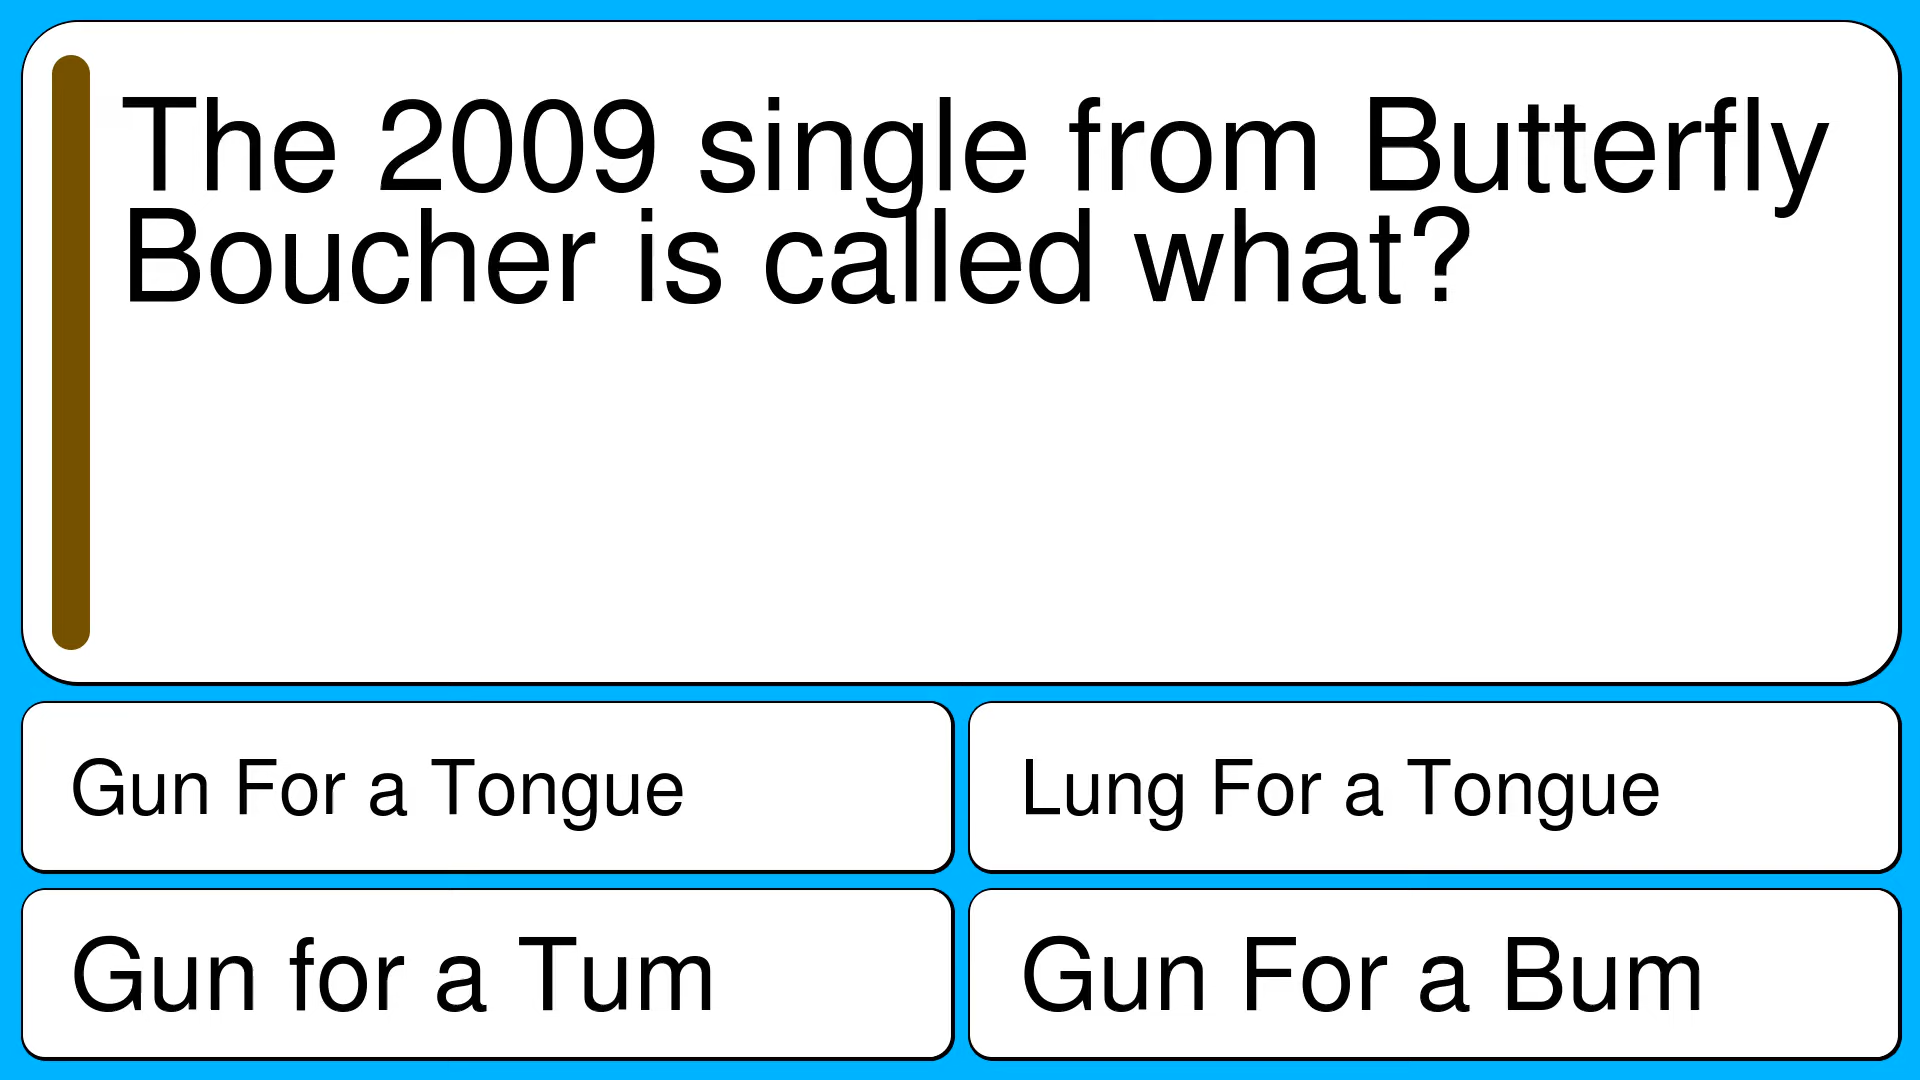 The 2009 single from Butterfly
Boucher is called what?
Gun For a Tongue
Lung For a Tongue
Gun for a Tum
Gun For a Bum